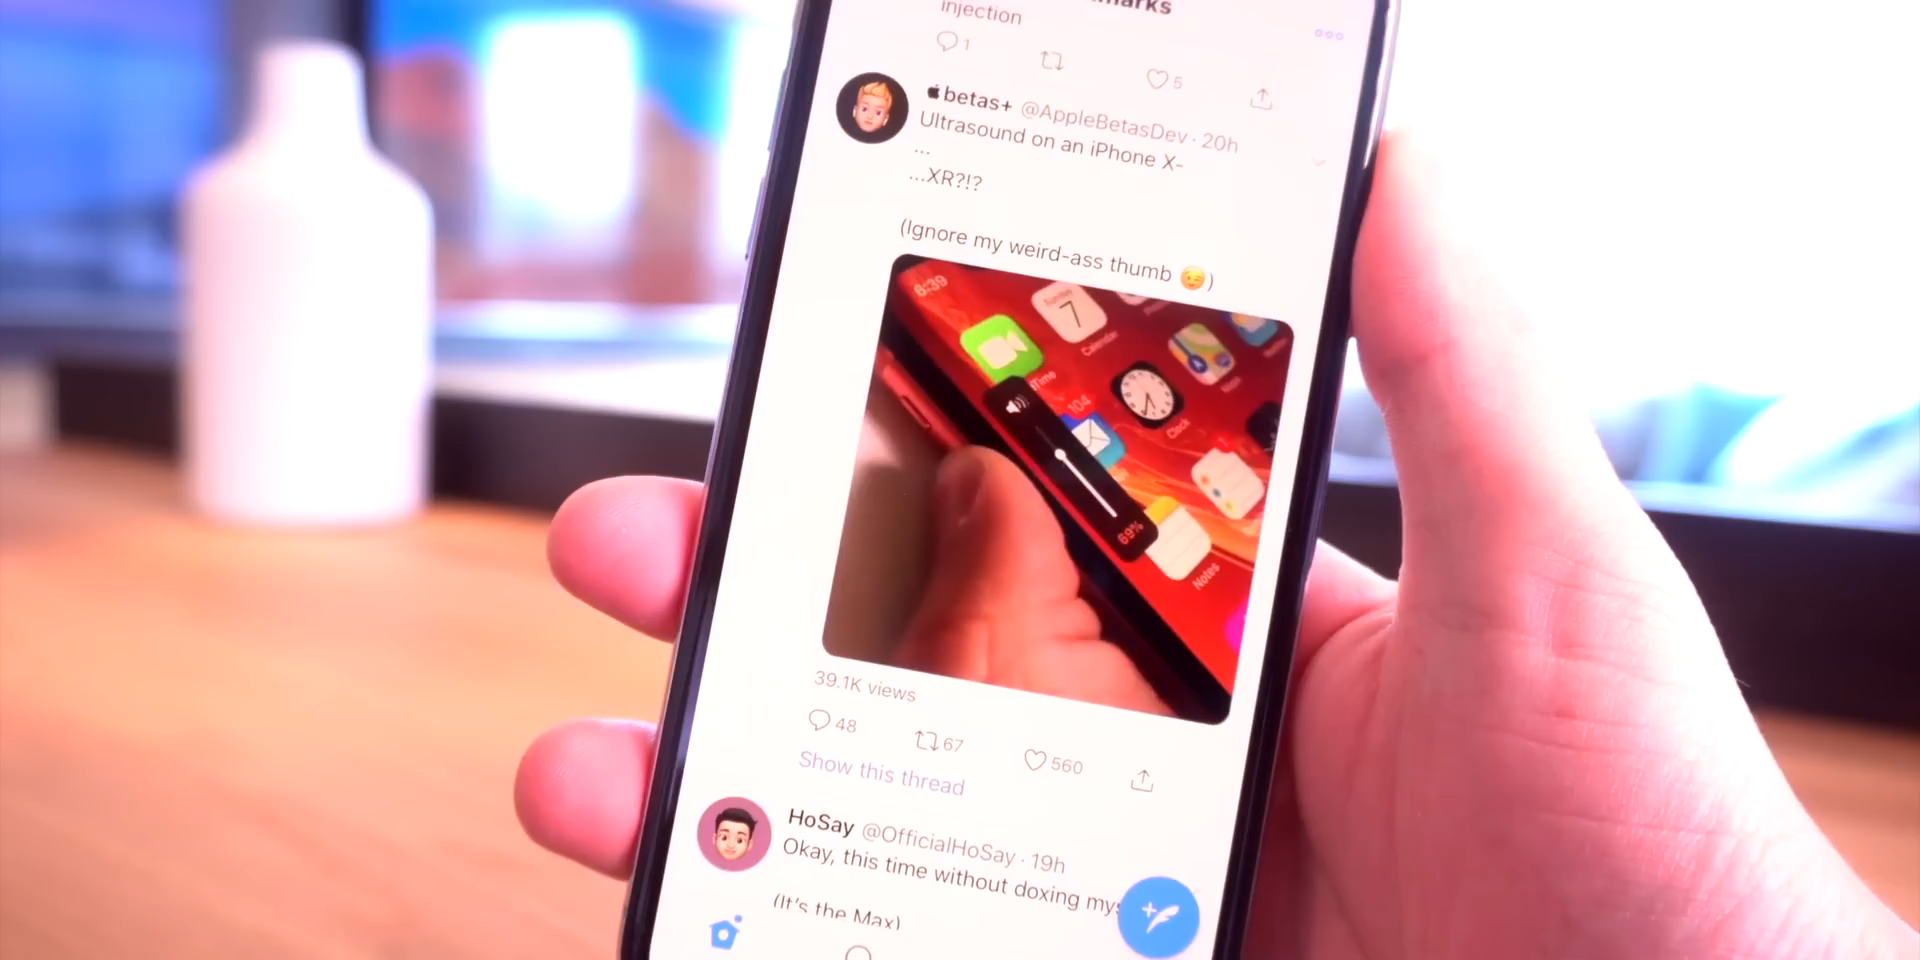 injection
1
5
betas+ @AppleBetasDev · 20h
Ultrasound on an iPhone X-
...
...XR?!?
(Ignore my weird-ass thumb 😉)
6:39
7
Calendar
Clock
104
69%
Notes
39.1K views
48
67
560
Show this thread
HoSay @OfficialHoSay · 19h
Okay, this time without doxing
(It's the Max)